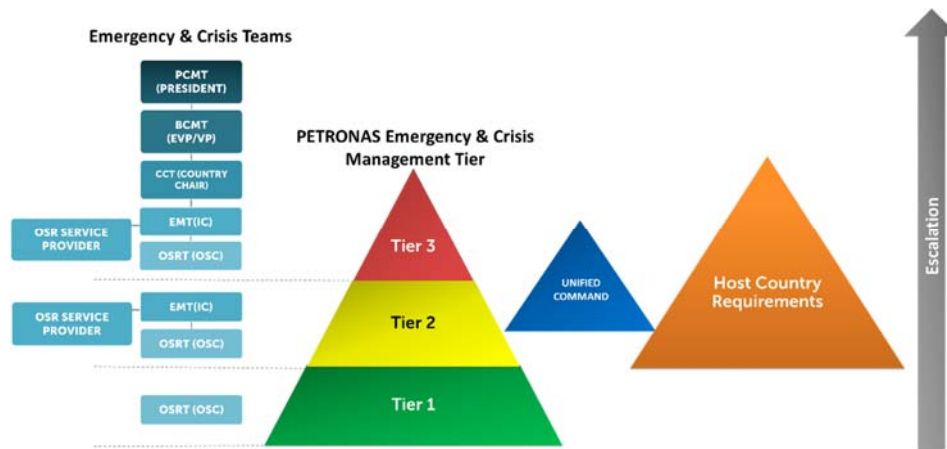 Emergency & Crisis Teams
PCMT
(PRESIDENT)
BCMT
(EVP/VP)
CCT (COUNTRY
CHAIR)
EMT(IC)
OSR SERVICE
PROVIDER
OSRT (OSC)
EMT(IC)
OSR SERVICE
PROVIDER
OSRT (OSC)
OSRT (OSC)
PETRONAS Emergency & Crisis
Management Tier
Tier 3
Tier 2
Tier 1
UNIFIED
COMMAND
Host Country
Requirements
Escalation